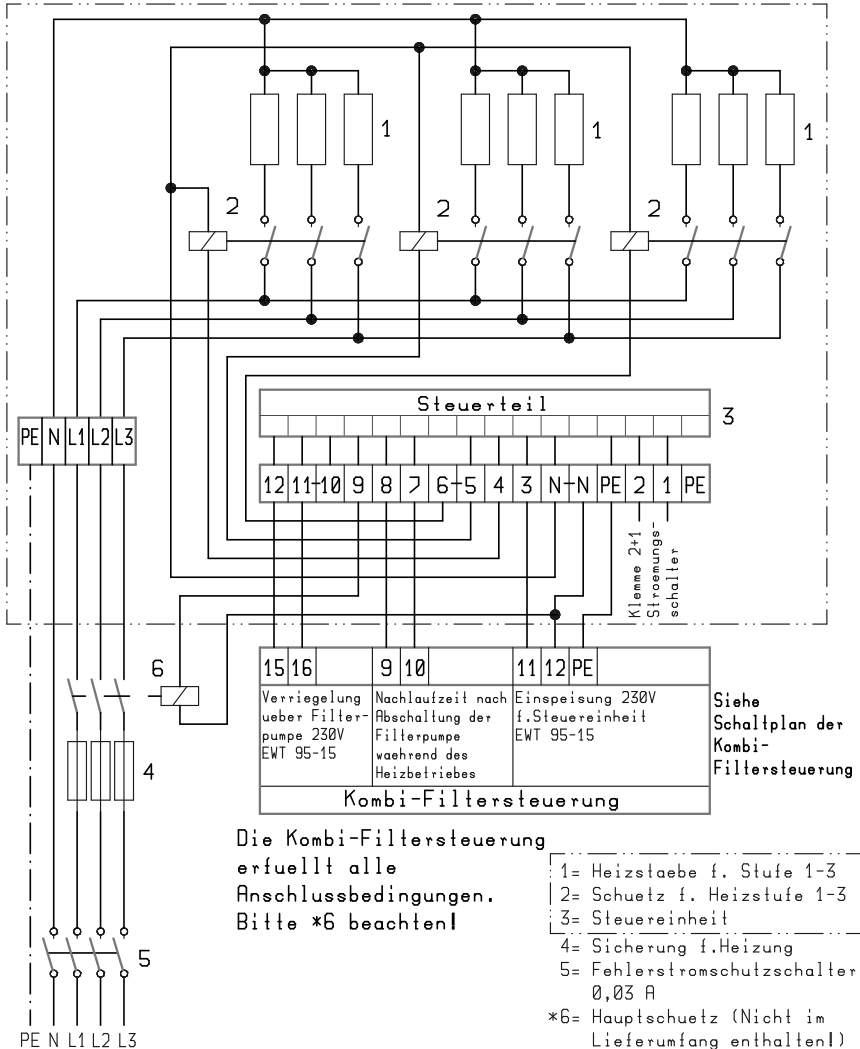 1
1
1
2
2
2
Steuerteil
3
PE N L1 L2 L3
12 11-10 9 8 7 6-5 4 3 N-N PE 2 1 PE
Klemme 2+1
Stroemungs-
schalter
6
15 16 9 10 11 12 PE
Verriegelung
ueber Filter-
pumpe 230V
EWT 95-15
Nachlaufzeit nach
Abschaltung der
Filterpumpe
waehrend des
Heizbetriebes
Einspeisung 230V
f.Steuereinheit
EWT 95-15
Siehe
Schaltplan der
Kombi-
Filtersteuerung
4
Kombi-Filtersteuerung
Die Kombi-Filtersteuerung
erfuellt alle
Anschlussbedingungen.
Bitte *6 beachten!
1= Heizstaebe f. Stufe 1-3
2= Schuetz f. Heizstufe 1-3
3= Steuereinheit
4= Sicherung f.Heizung
5= Fehlerstromschutzschalter
0,03 A
*6= Hauptschuetz (Nicht im
Lieferumfang enthalten!)
5
PE N L1 L2 L3